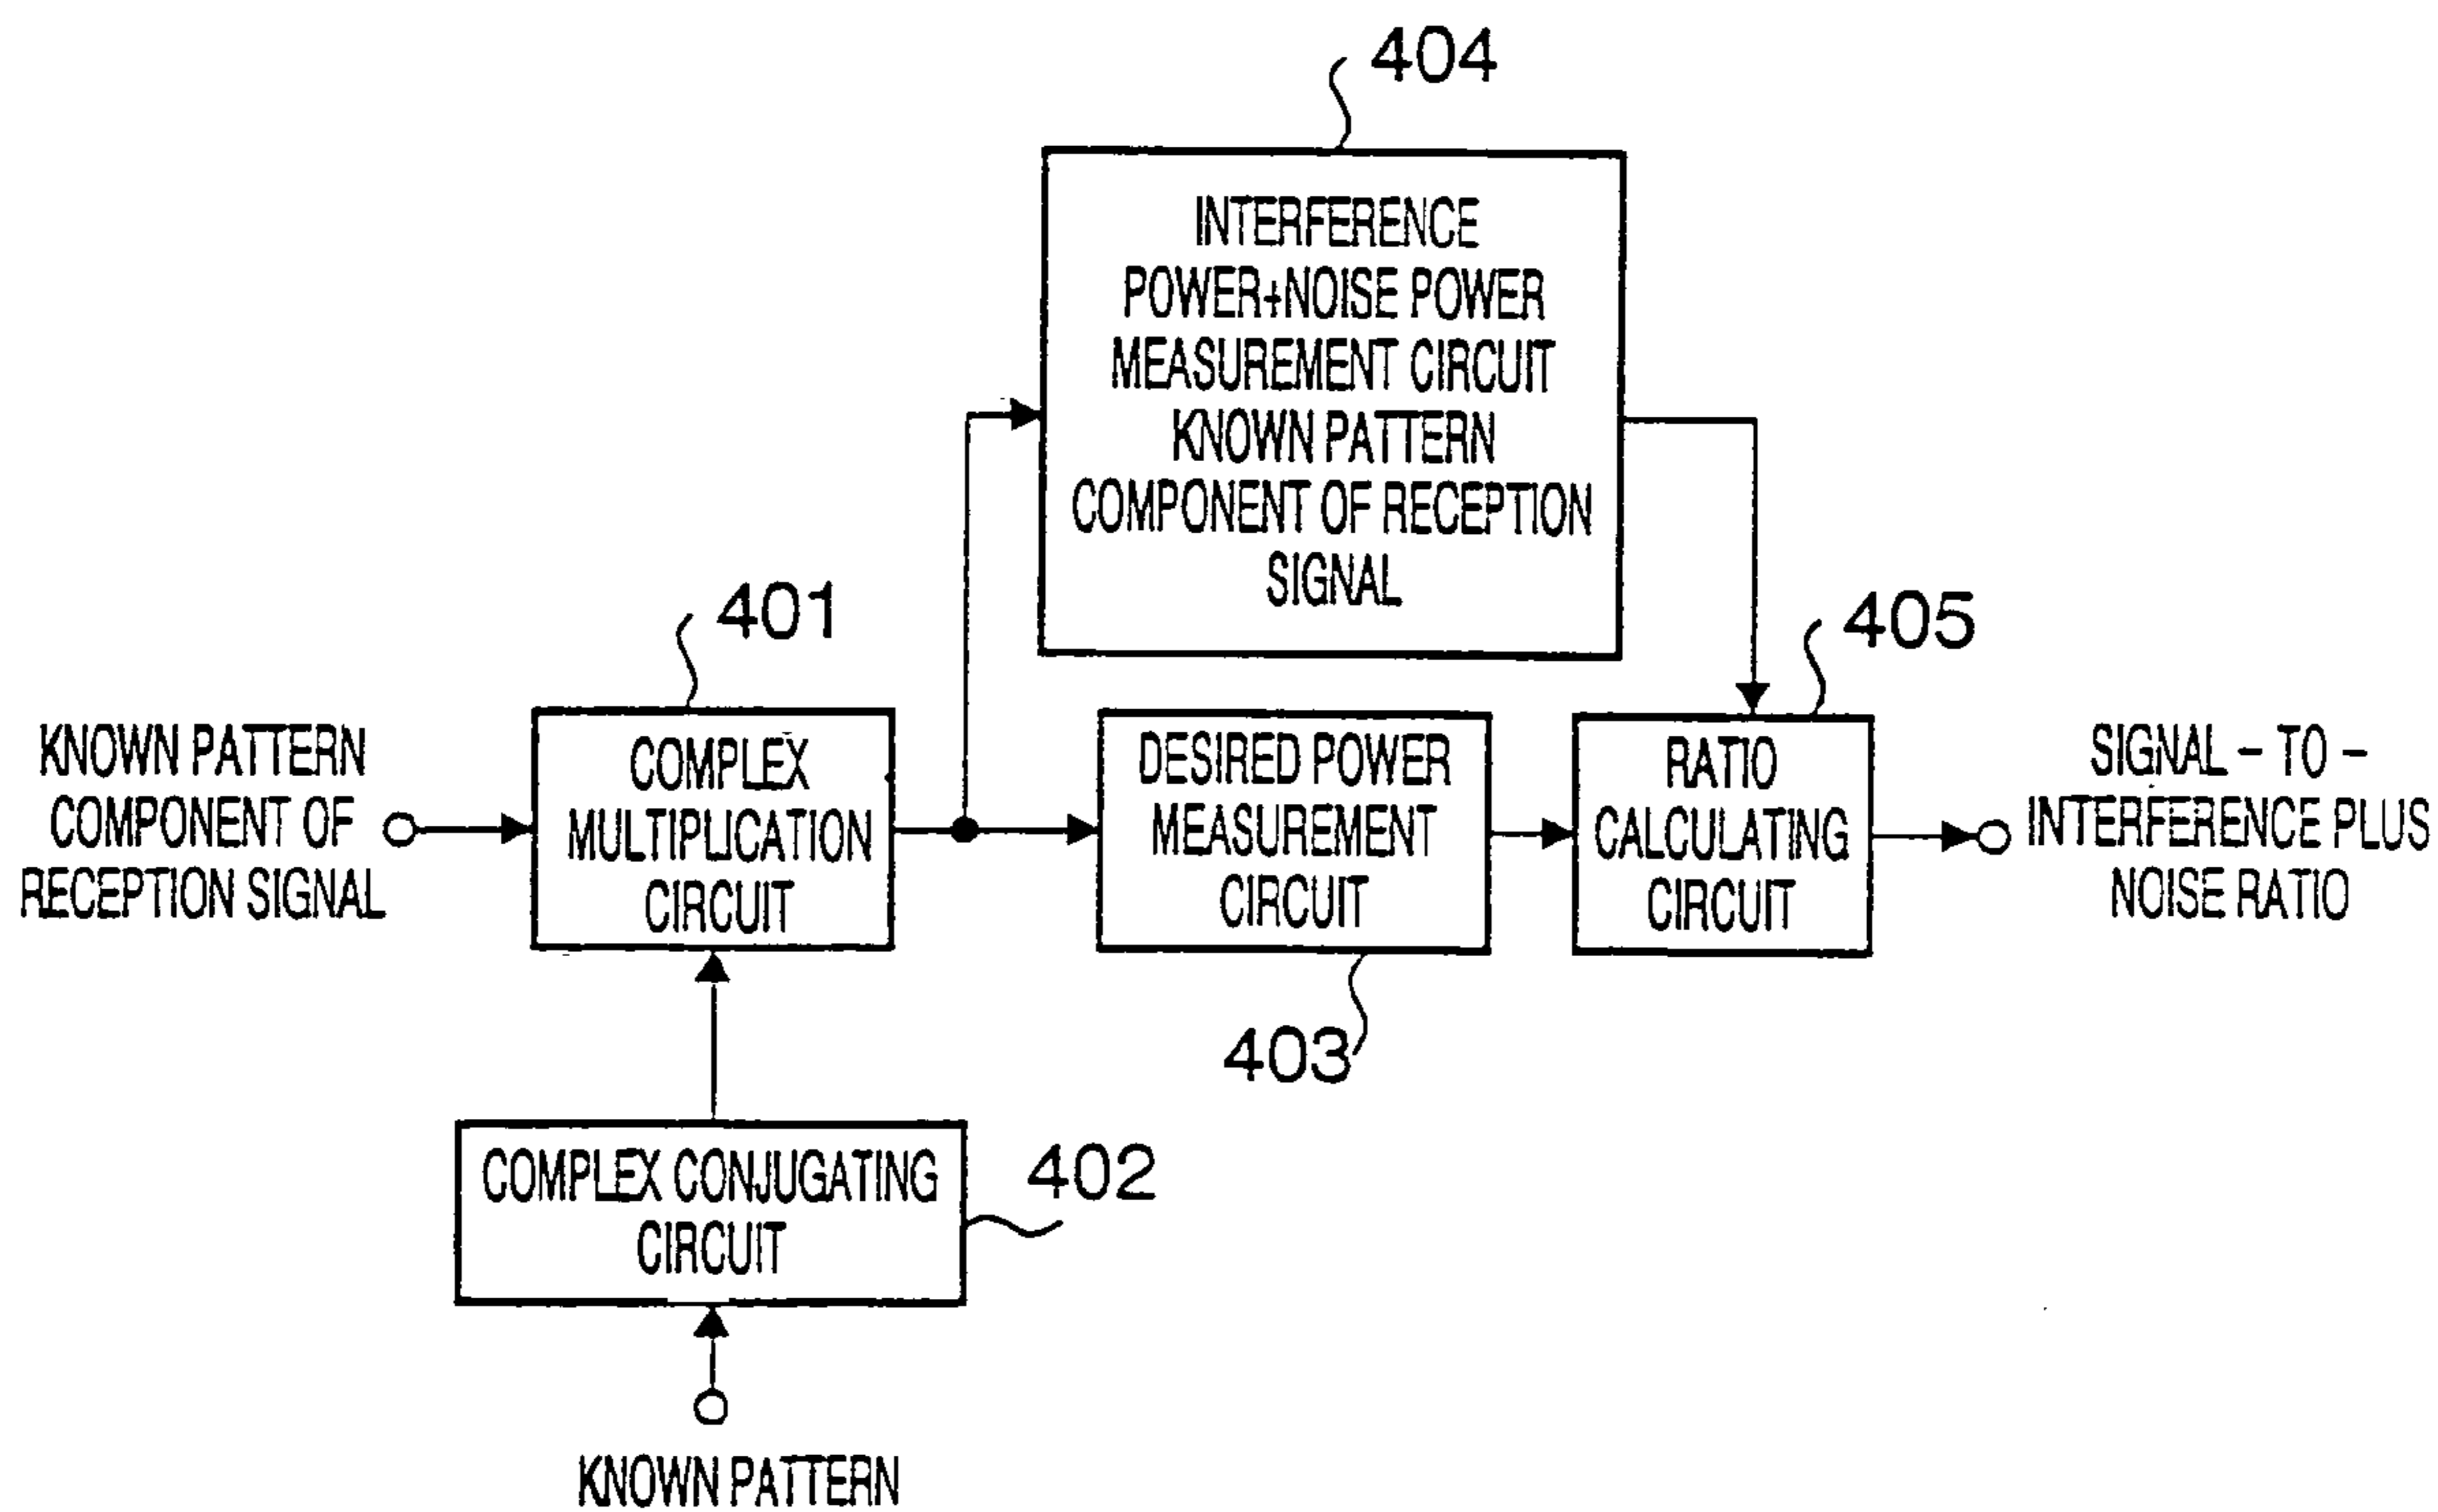 404
INTERFERENCE
POWER+NOISE POWER
MEASUREMENT CIRCUIT
KNOWN PATTERN
COMPONENT OF RECEPTION
SIGNAL
401
405
KNOWN PATTERN
COMPONENT OF
RECEPTION SIGNAL
COMPLEX
MULTIPLICATION
CIRCUIT
DESIRED POWER
MEASUREMENT
CIRCUIT
RATIO
CALCULATING
CIRCUIT
SIGNAL – TO –
INTERFERENCE PLUS
NOISE RATIO
403
COMPLEX CONJUGATING
CIRCUIT
402
KNOWN PATTERN